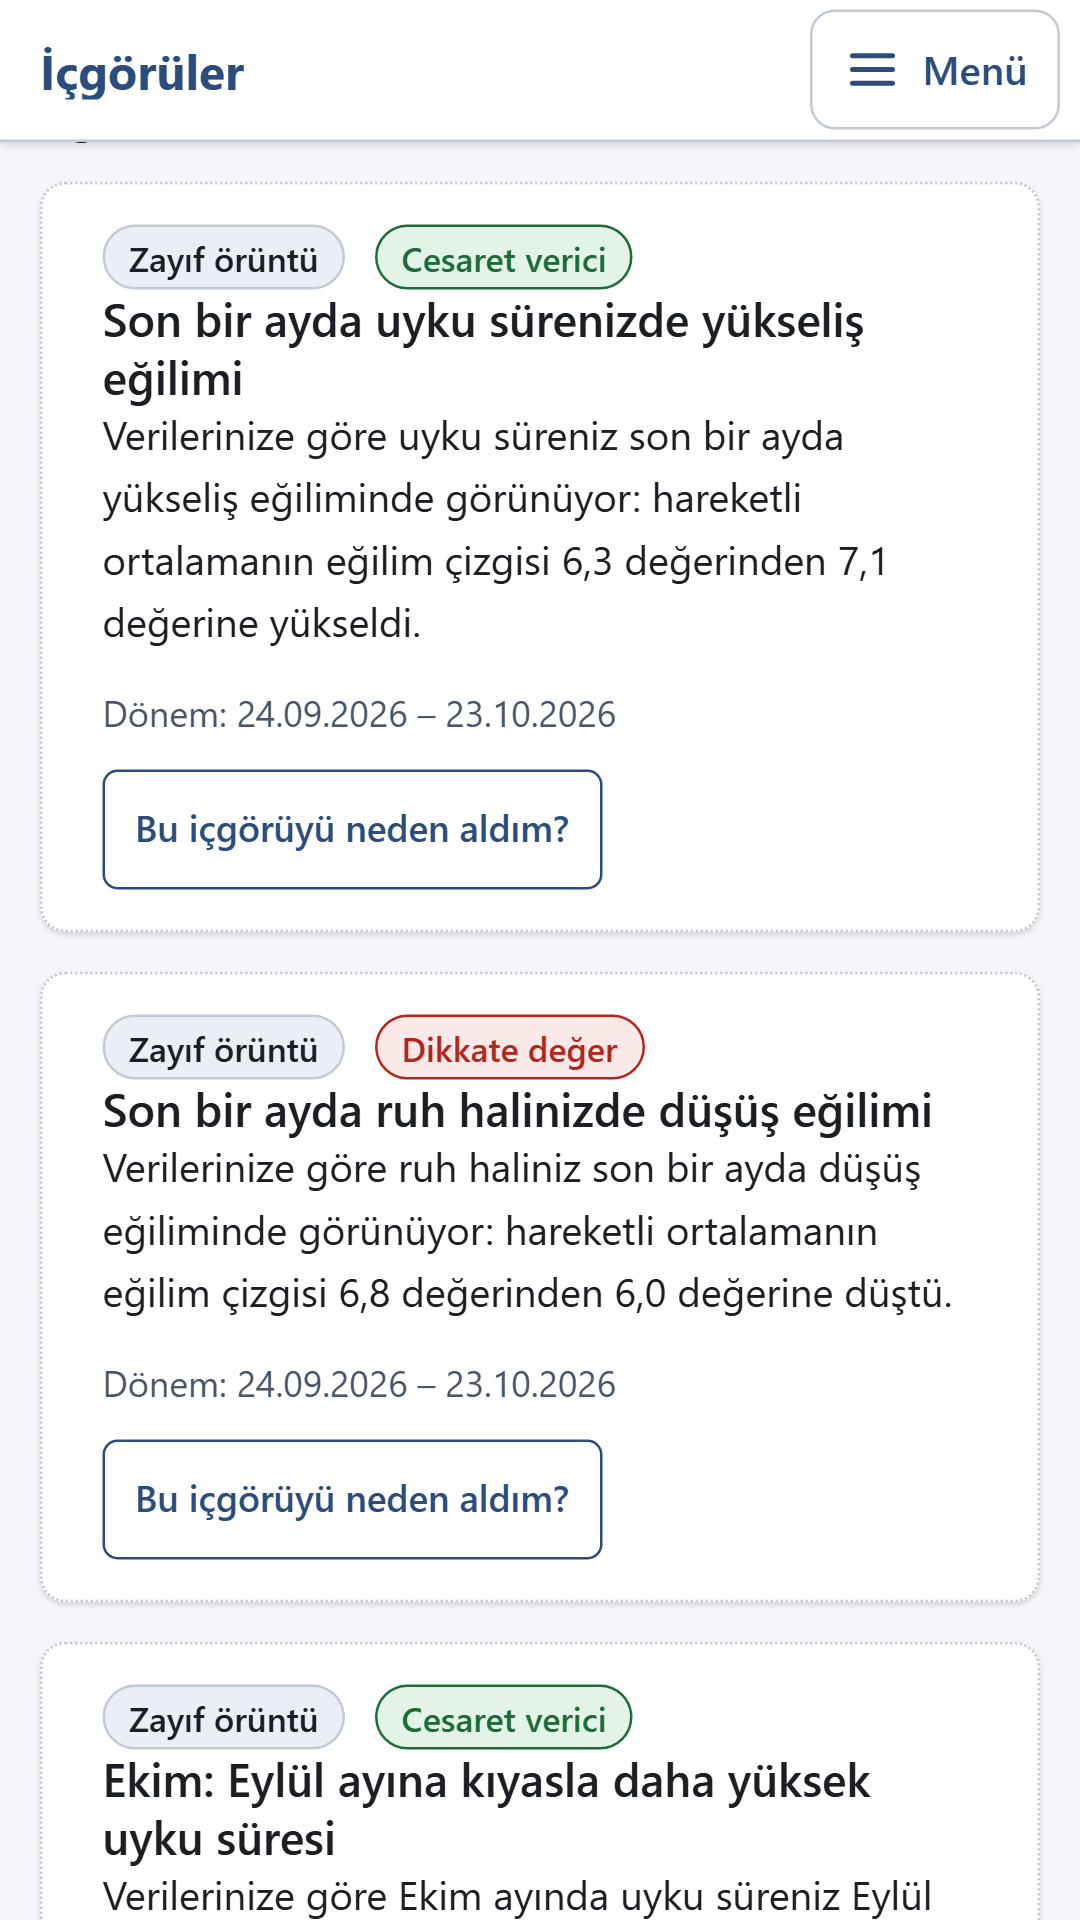 İçgörüler
Menü
Zayıf örüntü
Cesaret verici
Son bir ayda uyku sürenizde yükseliş
eğilimi
Verilerinize göre uyku süreniz son bir ayda
yükseliş eğiliminde görünüyor: hareketli
ortalamanın eğilim çizgisi 6,3 değerinden 7,1
değerine yükseldi.
Dönem: 24.09.2026 – 23.10.2026
Bu içgörüyü neden aldım?
Zayıf örüntü
Dikkate değer
Son bir ayda ruh halinizde düşüş eğilimi
Verilerinize göre ruh haliniz son bir ayda düşüş
eğiliminde görünüyor: hareketli ortalamanın
eğilim çizgisi 6,8 değerinden 6,0 değerine düştü.
Dönem: 24.09.2026 – 23.10.2026
Bu içgörüyü neden aldım?
Zayıf örüntü
Cesaret verici
Ekim: Eylül ayına kıyasla daha yüksek
uyku süresi
Verilerinize göre Ekim ayında uyku süreniz Eylül